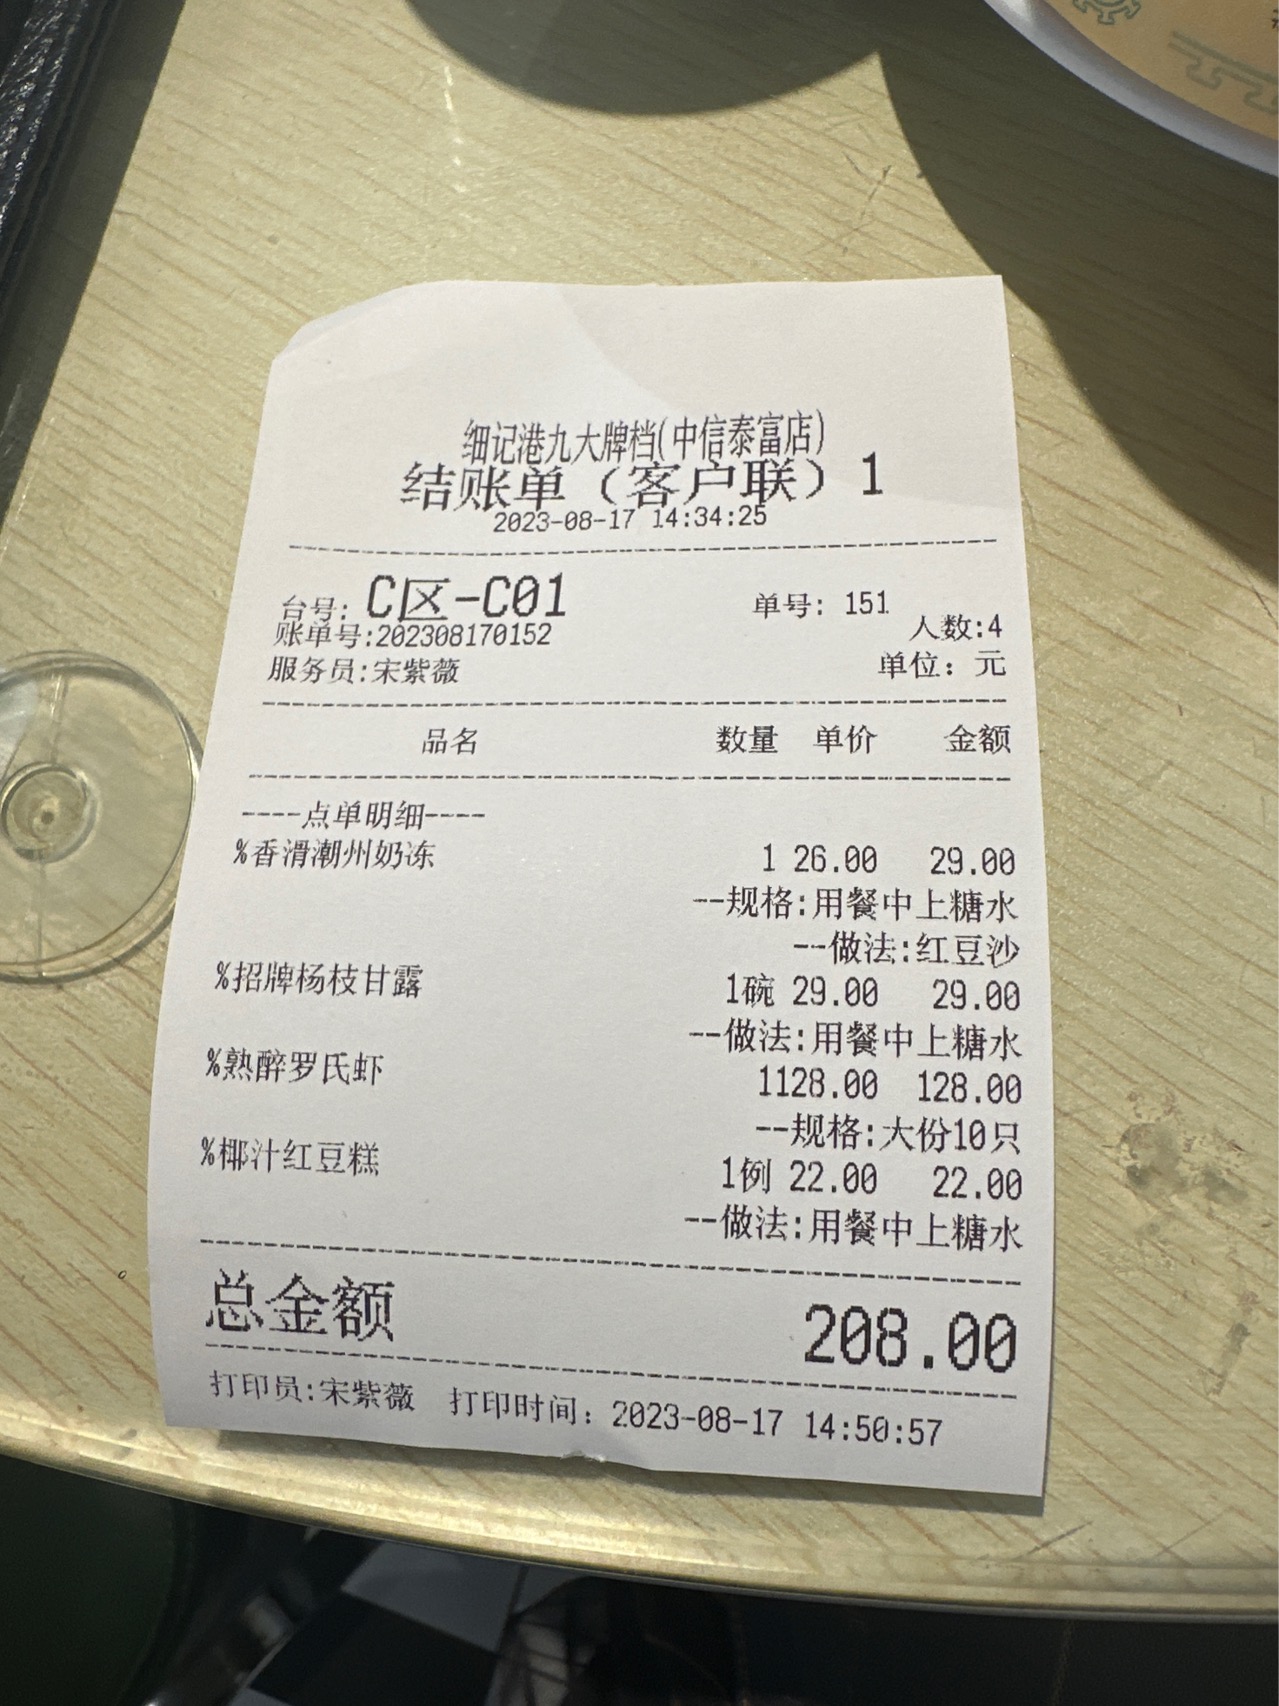 细记港九大牌档(中信泰富店)
结账单（客户联）1
2023-08-17 14:34:25
台号: C区-C01 单号: 151
账单号:202308170152 人数:4
服务员:宋紫薇 单位: 元
品名 数量 单价 金额
----点单明细----
%香滑潮州奶冻 1 26.00 29.00
--规格:用餐中上糖水
--做法:红豆沙
%招牌杨枝甘露 1碗 29.00 29.00
--做法:用餐中上糖水
%熟醉罗氏虾 1128.00 128.00
--规格:大份10只
%椰汁红豆糕 1例 22.00 22.00
--做法:用餐中上糖水
总金额 208.00
打印员:宋紫薇 打印时间: 2023-08-17 14:50:57